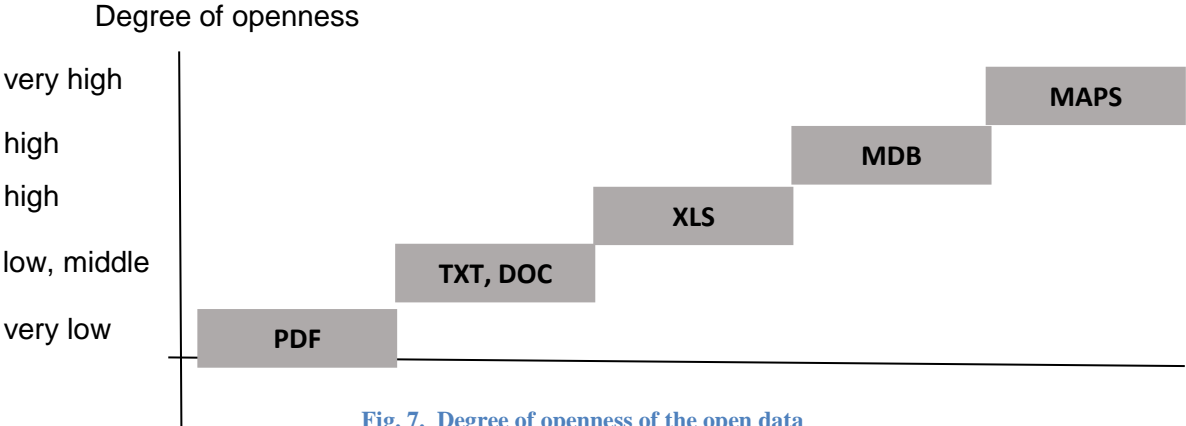 Degree of openness
very high
MAPS
high
MDB
high
XLS
low, middle
TXT, DOC
very low
PDF
Fig. 7. Degree of openness of the open data